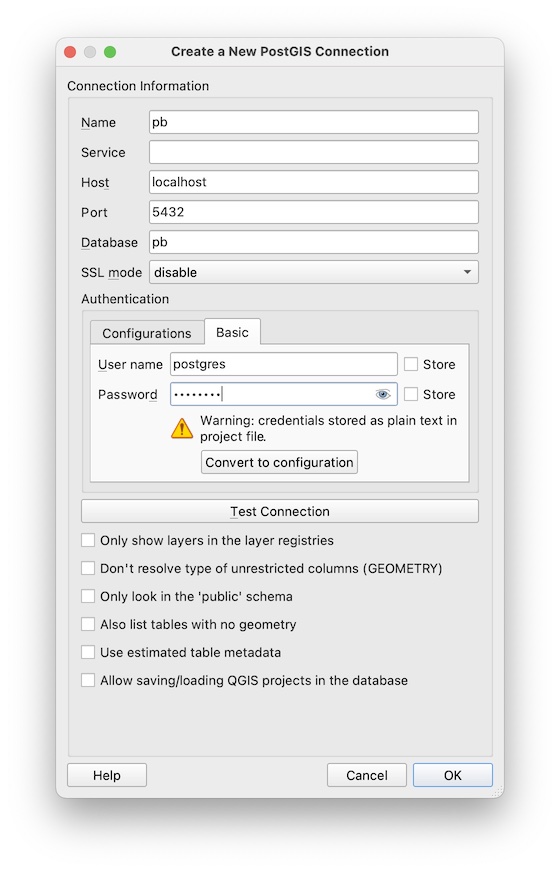 Create a New PostGIS Connection
Connection Information
Name pb
Service
Host localhost
Port 5432
Database pb
SSL mode disable
Authentication
Configurations Basic
User name postgres Store
Password •••••••• Store
Warning: credentials stored as plain text in
project file.
Convert to configuration
Test Connection
Only show layers in the layer registries
Don't resolve type of unrestricted columns (GEOMETRY)
Only look in the 'public' schema
Also list tables with no geometry
Use estimated table metadata
Allow saving/loading QGIS projects in the database
Help Cancel OK